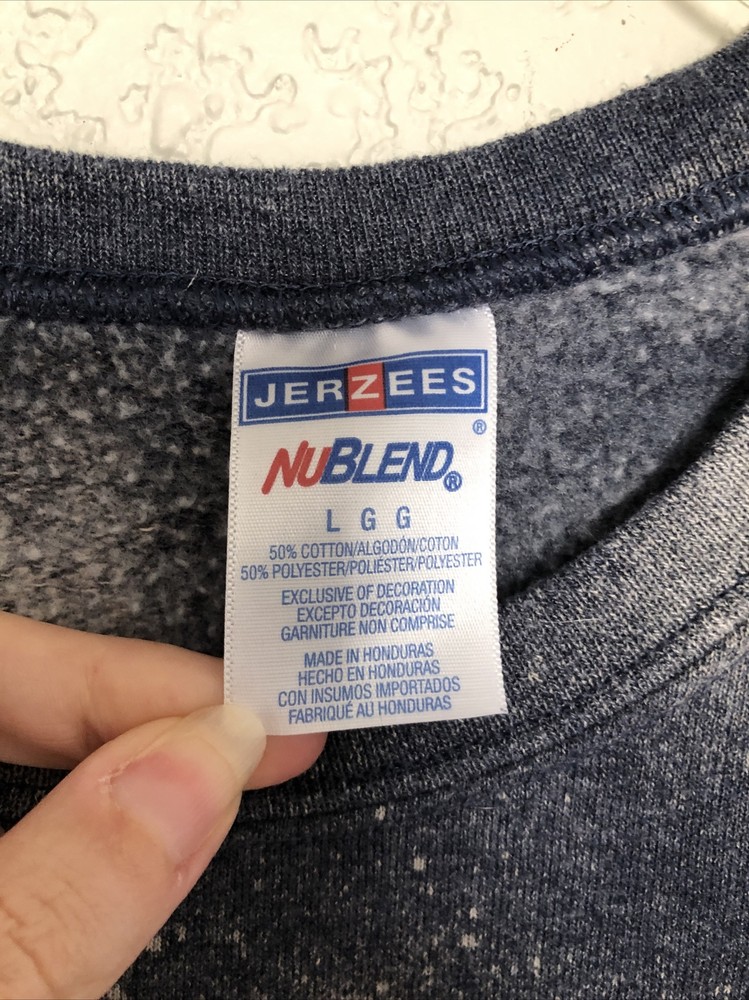 JERZEES
®
NUBLEND®
L G G
50% COTTON/ALGODÓN/COTON
50% POLYESTER/POLIÉSTER/POLYESTER
EXCLUSIVE OF DECORATION
EXCEPTO DECORACIÓN
GARNITURE NON COMPRISE
MADE IN HONDURAS
HECHO EN HONDURAS
CON INSUMOS IMPORTADOS
FABRIQUÉ AU HONDURAS